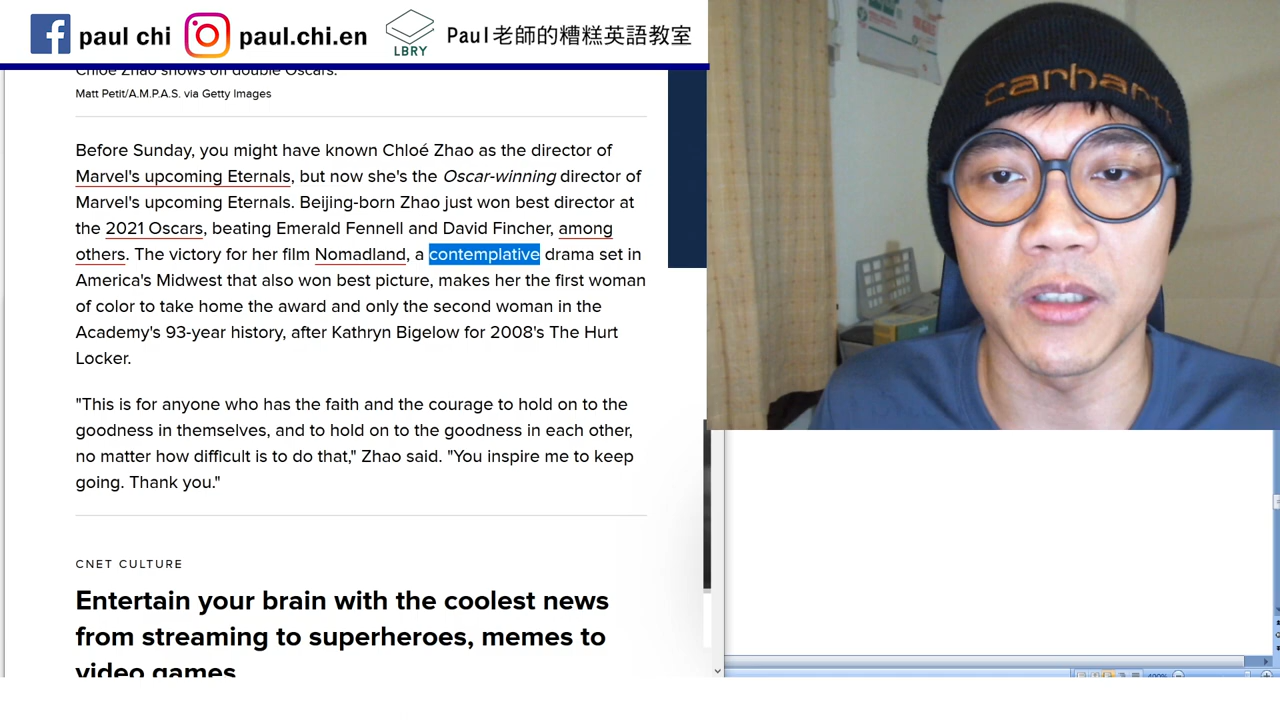 paul chi
paul.chi.en
LBRY
Paul老師的糟糕英語教室
Chloé Zhao shows off double Oscars.
Matt Petit/A.M.P.A.S. via Getty Images
Before Sunday, you might have known Chloé Zhao as the director of
Marvel's upcoming Eternals, but now she's the Oscar-winning director of
Marvel's upcoming Eternals. Beijing-born Zhao just won best director at
the 2021 Oscars, beating Emerald Fennell and David Fincher, among
others. The victory for her film Nomadland, a contemplative drama set in
America's Midwest that also won best picture, makes her the first woman
of color to take home the award and only the second woman in the
Academy's 93-year history, after Kathryn Bigelow for 2008's The Hurt
Locker.
"This is for anyone who has the faith and the courage to hold on to the
goodness in themselves, and to hold on to the goodness in each other,
no matter how difficult is to do that," Zhao said. "You inspire me to keep
going. Thank you."
CNET CULTURE
Entertain your brain with the coolest news
from streaming to superheroes, memes to
video games
carhartt
400%